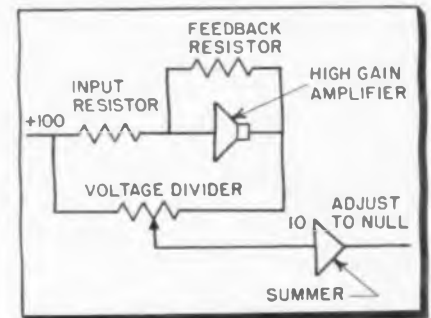 FEEDBACK
RESISTOR
INPUT
RESISTOR
HIGH GAIN
AMPLIFIER
+100
VOLTAGE DIVIDER
10
ADJUST
TO NULL
SUMMER